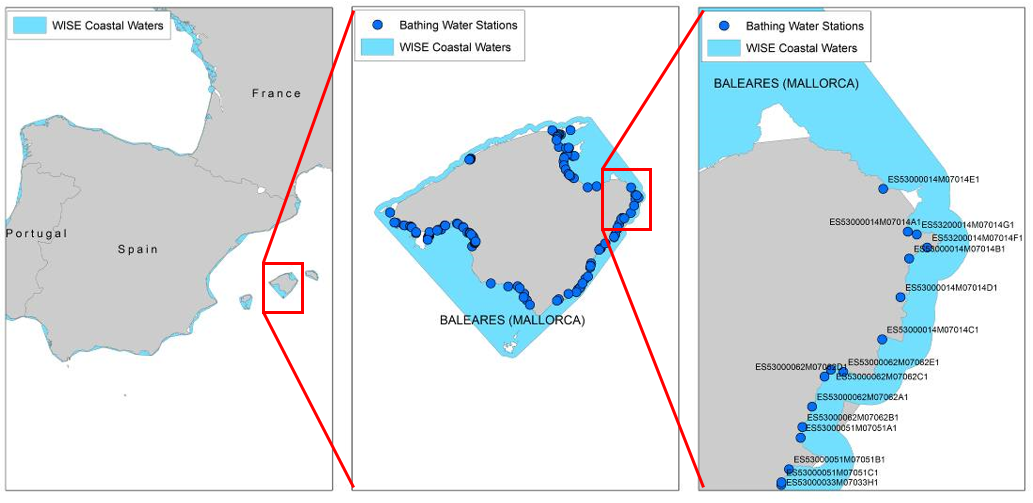 WISE Coastal Waters
France
Portugal
Spain
Bathing Water Stations
WISE Coastal Waters
BALEARES (MALLORCA)
Bathing Water Stations
WISE Coastal Waters
BALEARES (MALLORCA)
ES53000014M07014E1
ES53000014M07014A1
ES53200014M07014G1
ES53200014M07014F1
ES53000014M07014B1
ES53000014M07014D1
ES53000014M07014C1
ES53000062M07062E1
ES53000062M07062D1
ES53000062M07062C1
ES53000062M07062A1
ES53000062M07062B1
ES53000051M07051A1
ES53000051M07051B1
ES53000051M07051C1
ES53000033M07033H1